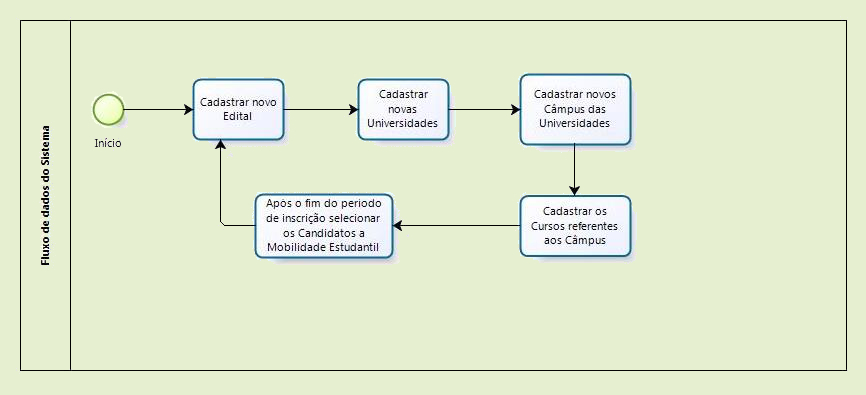 Fluxo de dados do Sistema
Início
Cadastrar novo
Edital
Cadastrar
novas
Universidades
Cadastrar novos
Câmpus das
Universidades
Cadastrar os
Cursos referentes
aos Câmpus
Após o fim do periodo
de inscrição selecionar
os Candidatos a
Mobilidade Estudantil